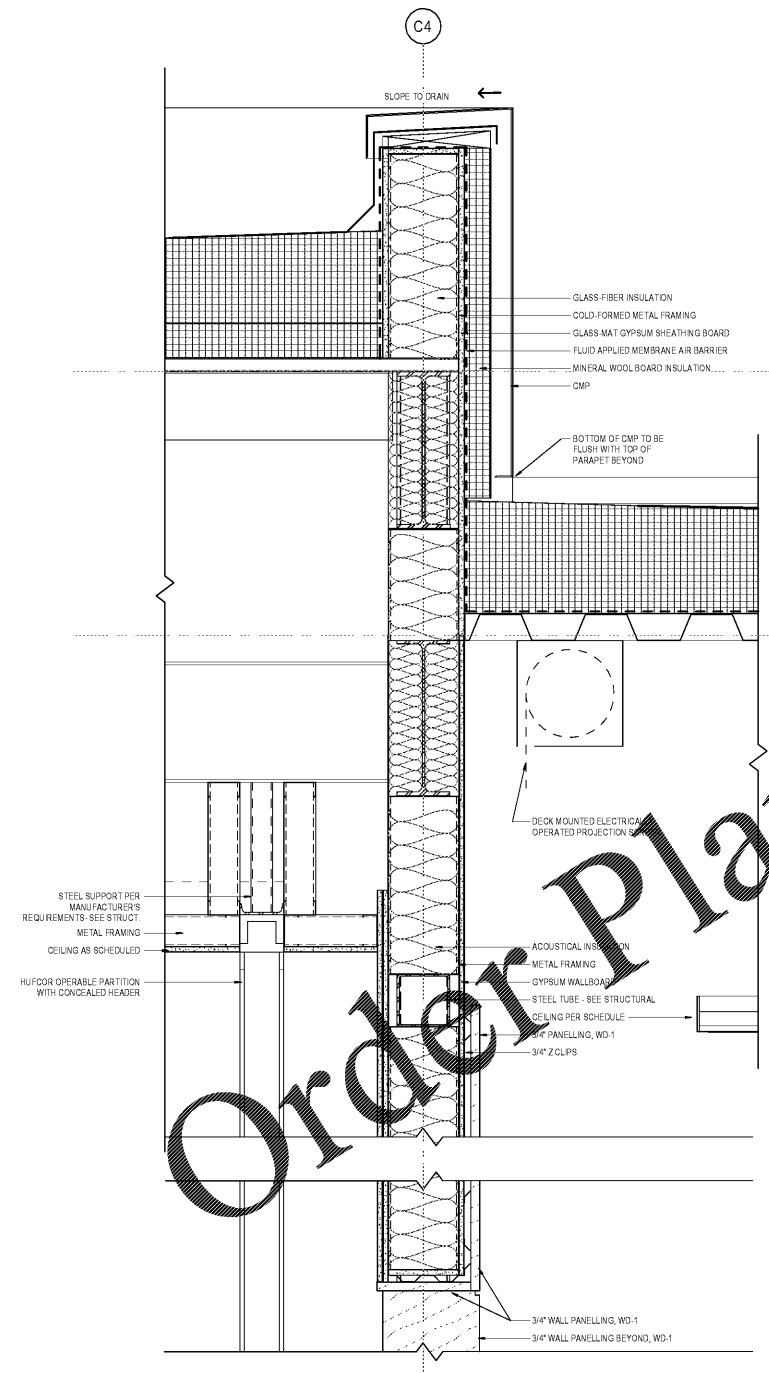 C4
SLOPE TO DRAIN
GLASS-FIBER INSULATION
COLD-FORMED METAL FRAMING
GLASS-MAT GYPSUM SHEATHING BOARD
FLUID APPLIED MEMBRANE AIR BARRIER
MINERAL WOOL BOARD INSULATION
CMP
BOTTOM OF CMP TO BE
FLUSH WITH TOP OF
PARAPET BEYOND
DECK MOUNTED ELECTRICAL
OPERATED PROJECTION
STEEL SUPPORT PER
MANUFACTURER'S
REQUIREMENTS- SEE STRUCT.
METAL FRAMING
CEILING AS SCHEDULED
HUFCOR OPERABLE PARTITION
WITH CONCEALED HEADER
ACOUSTICAL INSULATION
METAL FRAMING
GYPSUM WALLBOARD
STEEL TUBE - SEE STRUCTURAL
CEILING PER SCHEDULE
3/4" PANELLING, WD-1
3/4" Z CLIPS
Order Pla
3/4" WALL PANELLING, WD-1
3/4" WALL PANELLING BEYOND, WD-1